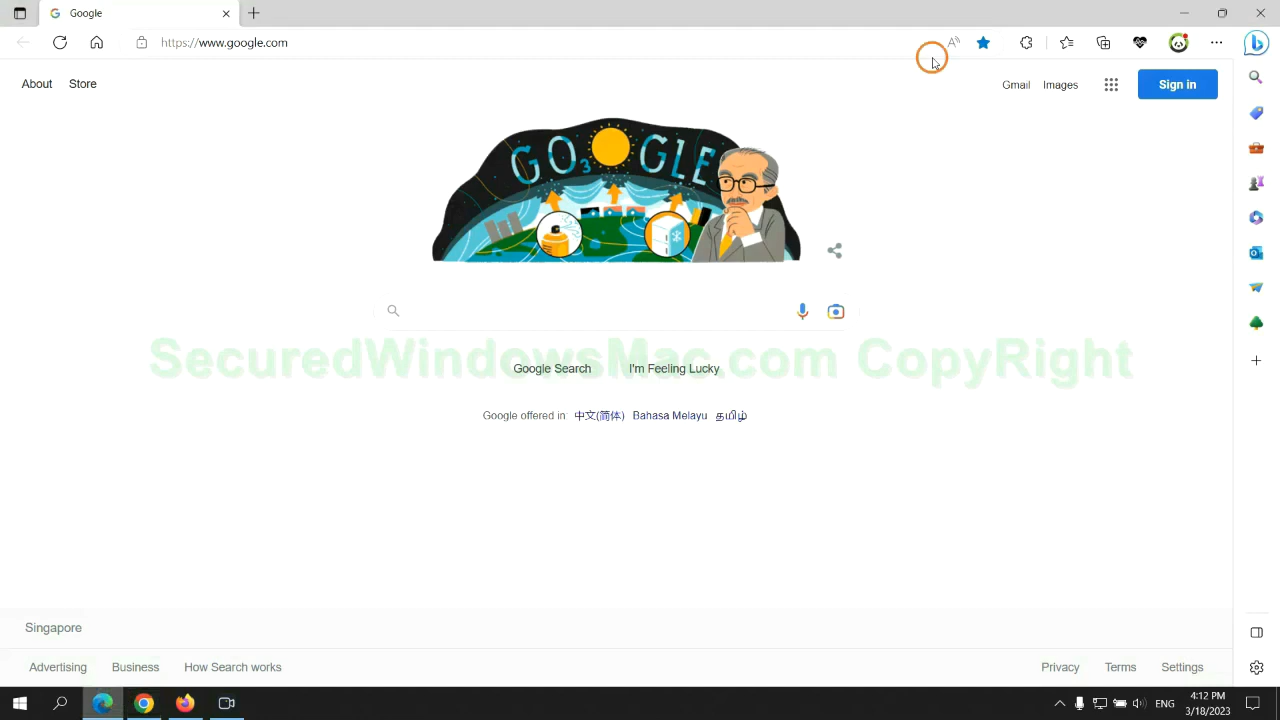 Google
https://www.google.com
About Store
Gmail Images Sign in
GO3GLE
SecuredWindowsMac.com CopyRight
Google Search I'm Feeling Lucky
Google offered in: 中文(简体) Bahasa Melayu தமிழ்
Singapore
Advertising Business How Search works
Privacy Terms Settings
ENG
4:12 PM
3/18/2023